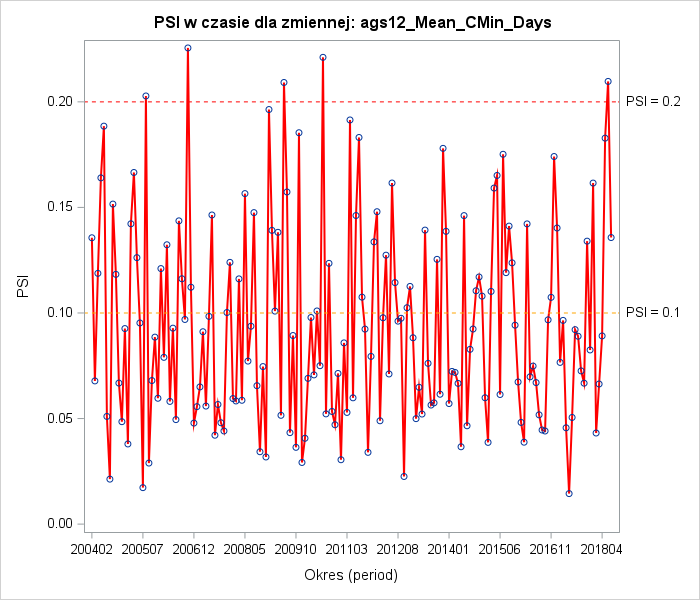 PSI w czasie dla zmiennej: ags12_Mean_CMin_Days
0.20
PSI = 0.2
0.15
PSI
0.10
PSI = 0.1
0.05
0.00
200402 200507 200612 200805 200910 201103 201208 201401 201506 201611 201804
Okres (period)